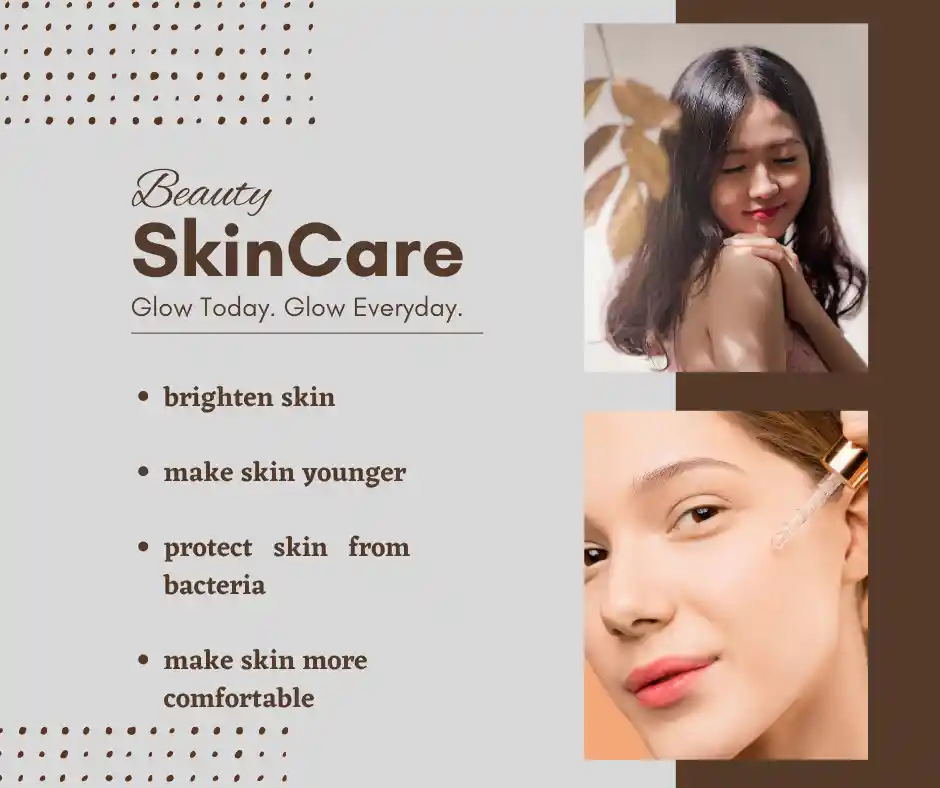 Beauty
SkinCare
Glow Today. Glow Everyday.
• brighten skin
• make skin younger
• protect skin from
bacteria
• make skin more
comfortable